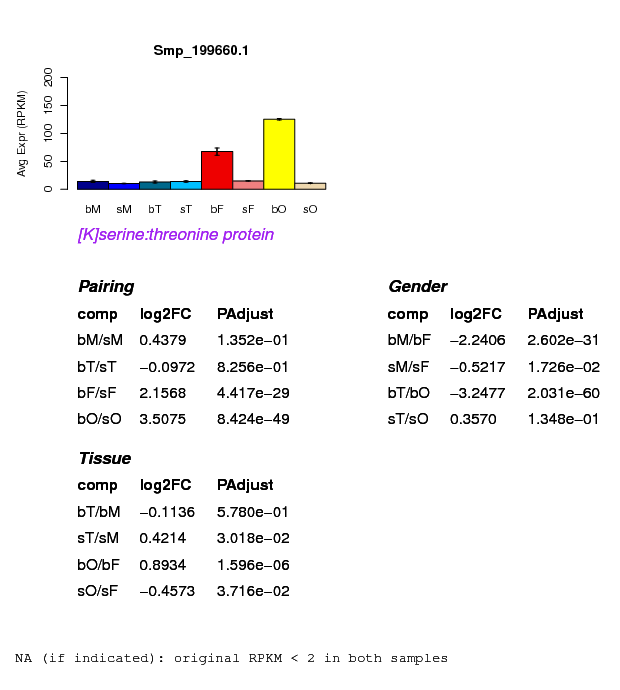 Smp_199660.1
Avg Expr (RPKM)
200
150
100
50
0
bM sM bT sT bF sF bO sO
[K]serine:threonine protein
Pairing
comp log2FC PAdjust
bM/sM 0.4379 1.352e−01
bT/sT −0.0972 8.256e−01
bF/sF 2.1568 4.417e−29
bO/sO 3.5075 8.424e−49
Gender
comp log2FC PAdjust
bM/bF −2.2406 2.602e−31
sM/sF −0.5217 1.726e−02
bT/bO −3.2477 2.031e−60
sT/sO 0.3570 1.348e−01
Tissue
comp log2FC PAdjust
bT/bM −0.1136 5.780e−01
sT/sM 0.4214 3.018e−02
bO/bF 0.8934 1.596e−06
sO/sF −0.4573 3.716e−02
NA (if indicated): original RPKM < 2 in both samples